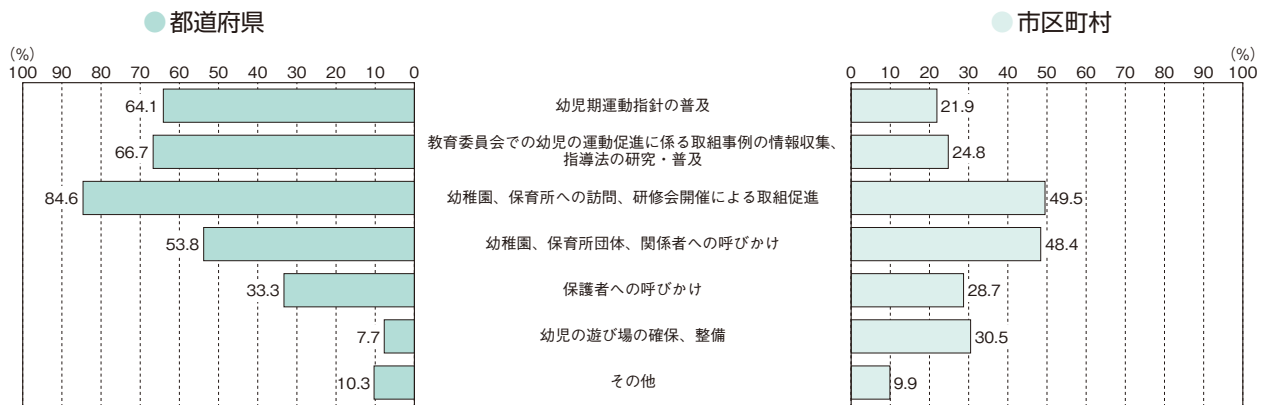 都道府県
市区町村
(%)
(%)
100 90 80 70 60 50 40 30 20 10 0
0 10 20 30 40 50 60 70 80 90 100
64.1
幼児期運動指針の普及
21.9
66.7
教育委員会での幼児の運動促進に係る取組事例の情報収集、
指導法の研究・普及
24.8
84.6
幼稚園、保育所への訪問、研修会開催による取組促進
49.5
53.8
幼稚園、保育所団体、関係者への呼びかけ
48.4
33.3
保護者への呼びかけ
28.7
7.7
幼児の遊び場の確保、整備
30.5
10.3
その他
9.9